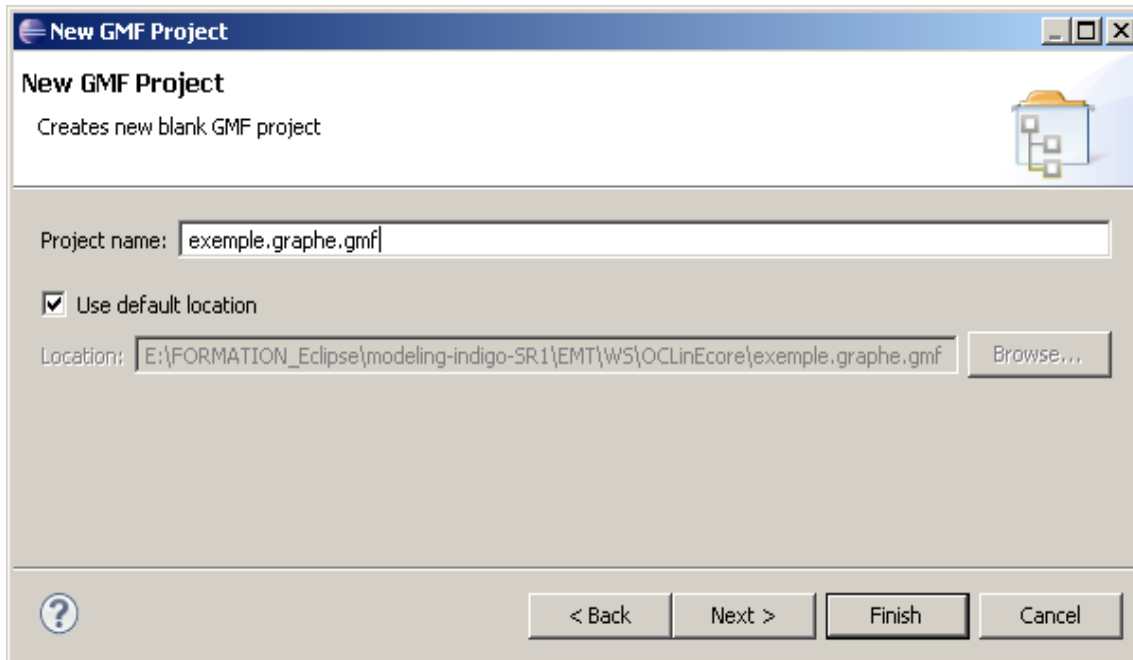 New GMF Project
New GMF Project
Creates new blank GMF project
Project name: exemple.graphe.gmf
Use default location
Location: E:\FORMATION_Eclipse\modeling-indigo-SR1\EMT\WS\OCLinEcore\exemple.graphe.gmf Browse...
? < Back Next > Finish Cancel